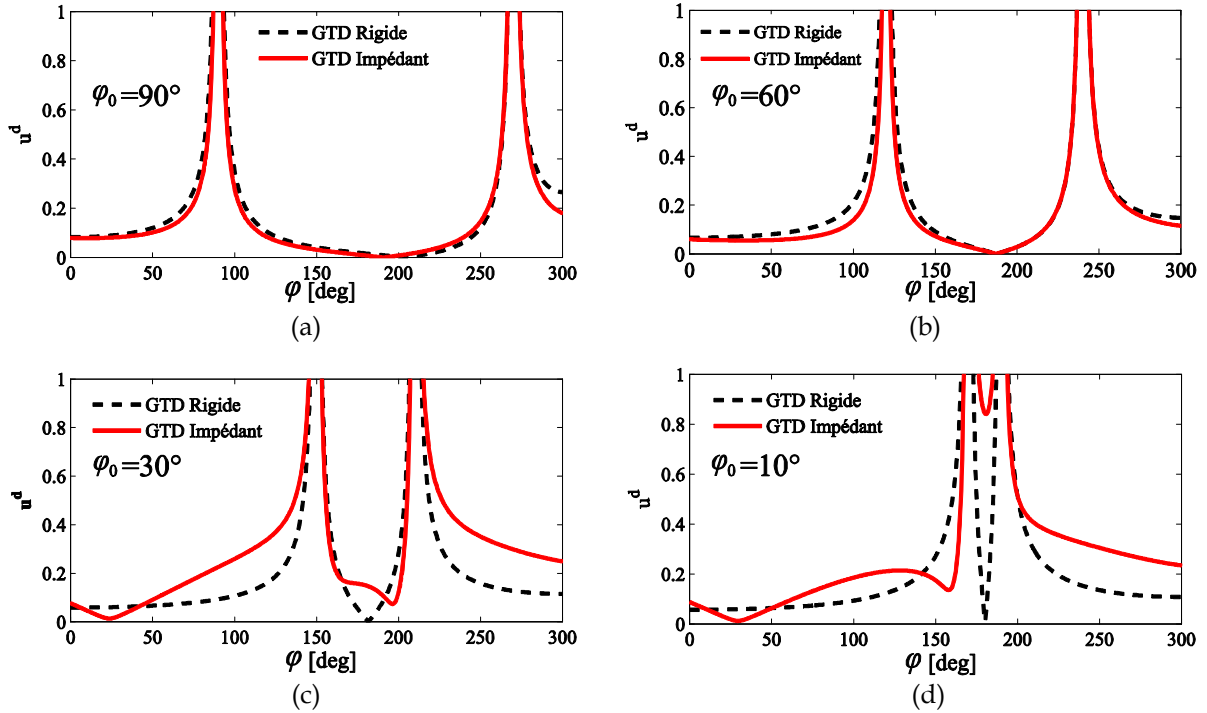 1
0.8
0.6
0.4
0.2
0
u^d
GTD Rigide
GTD Impédant
φ₀=90°
0 50 100 150 200 250 300
φ [deg]
(a)
1
0.8
0.6
0.4
0.2
0
u^d
GTD Rigide
GTD Impédant
φ₀=60°
0 50 100 150 200 250 300
φ [deg]
(b)
1
0.8
0.6
0.4
0.2
0
u^d
GTD Rigide
GTD Impédant
φ₀=30°
0 50 100 150 200 250 300
φ [deg]
(c)
1
0.8
0.6
0.4
0.2
0
u^d
GTD Rigide
GTD Impédant
φ₀=10°
0 50 100 150 200 250 300
φ [deg]
(d)